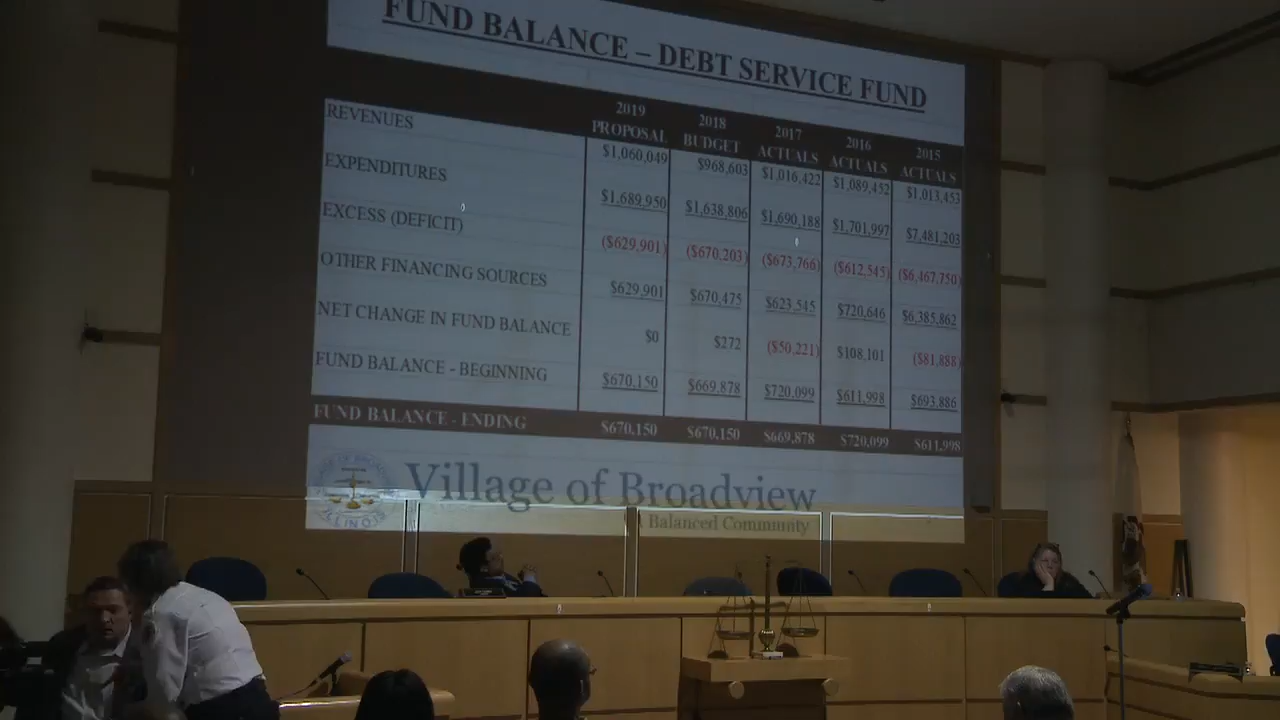 FUND BALANCE – DEBT SERVICE FUND
2019 PROPOSAL 2018 BUDGET 2017 ACTUALS 2016 ACTUALS 2015 ACTUALS
REVENUES $1,060,049 $968,603 $1,016,422 $1,089,452 $1,013,453
EXPENDITURES $1,689,950 $1,638,806 $1,690,188 $1,701,997 $7,481,203
EXCESS (DEFICIT) ($629,901) ($670,203) ($673,766) ($612,545) ($6,467,750)
OTHER FINANCING SOURCES $629,901 $670,475 $623,545 $720,646 $6,385,862
NET CHANGE IN FUND BALANCE $0 $272 ($50,221) $108,101 ($81,888)
FUND BALANCE - BEGINNING $670,150 $669,878 $720,099 $611,998 $693,886
FUND BALANCE - ENDING $670,150 $670,150 $669,878 $720,099 $611,998
Village of Broadview
A Balanced Community
ILLINOIS